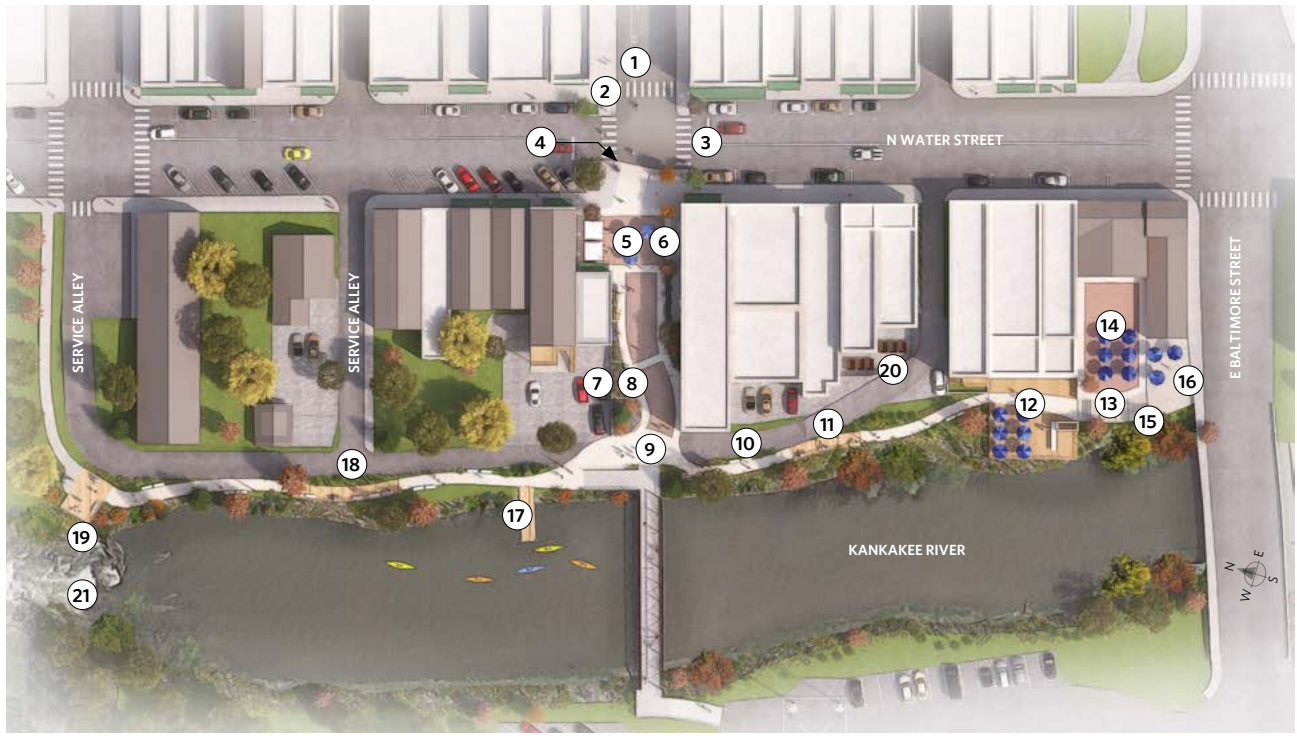 1
2
3
4
N WATER STREET
5
6
SERVICE ALLEY
SERVICE ALLEY
E BALTIMORE STREET
14
20
16
7
8
12
13
15
11
10
9
18
17
19
KANKAKEE RIVER
21
N
E
W
S